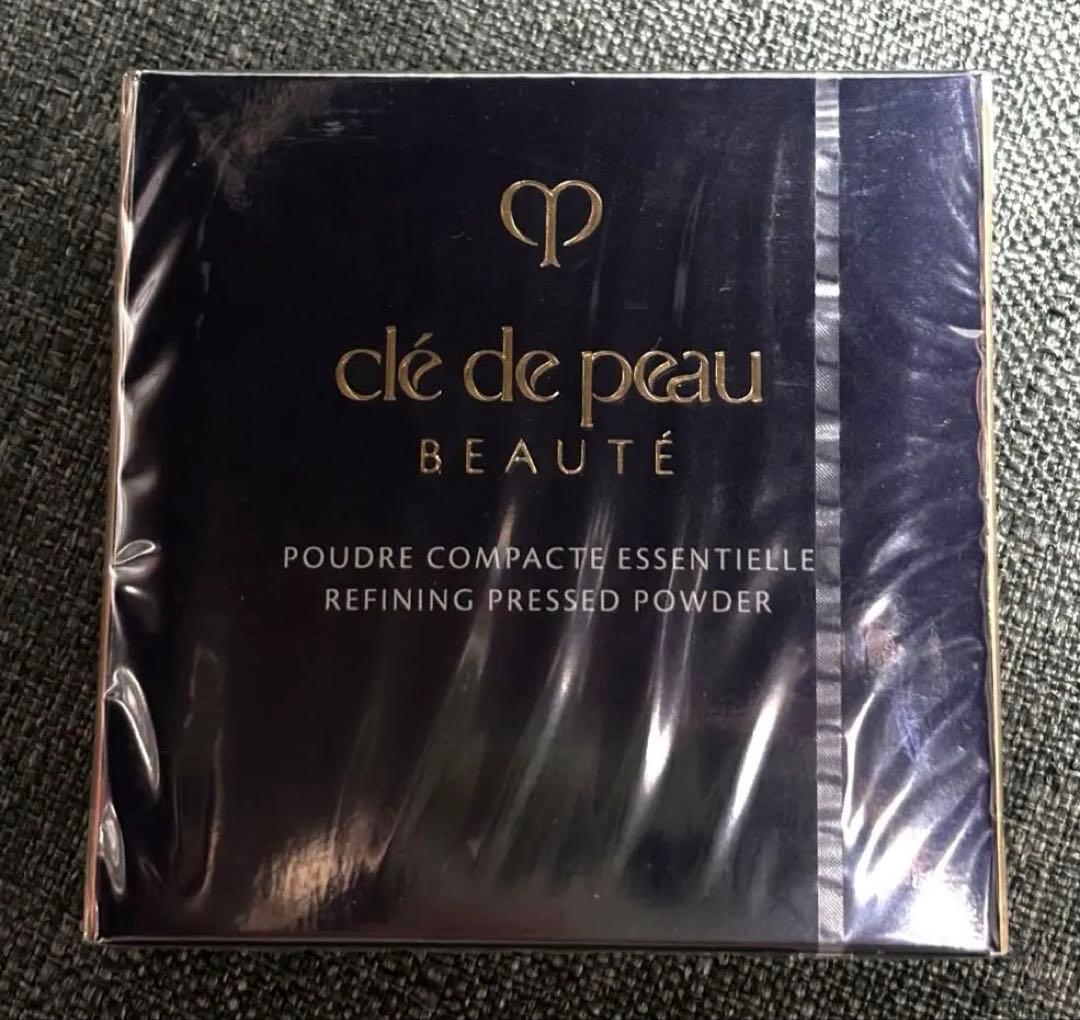 clé de peau
BEAUTÉ
POUDRE COMPACTE ESSENTIELLE
REFINING PRESSED POWDER